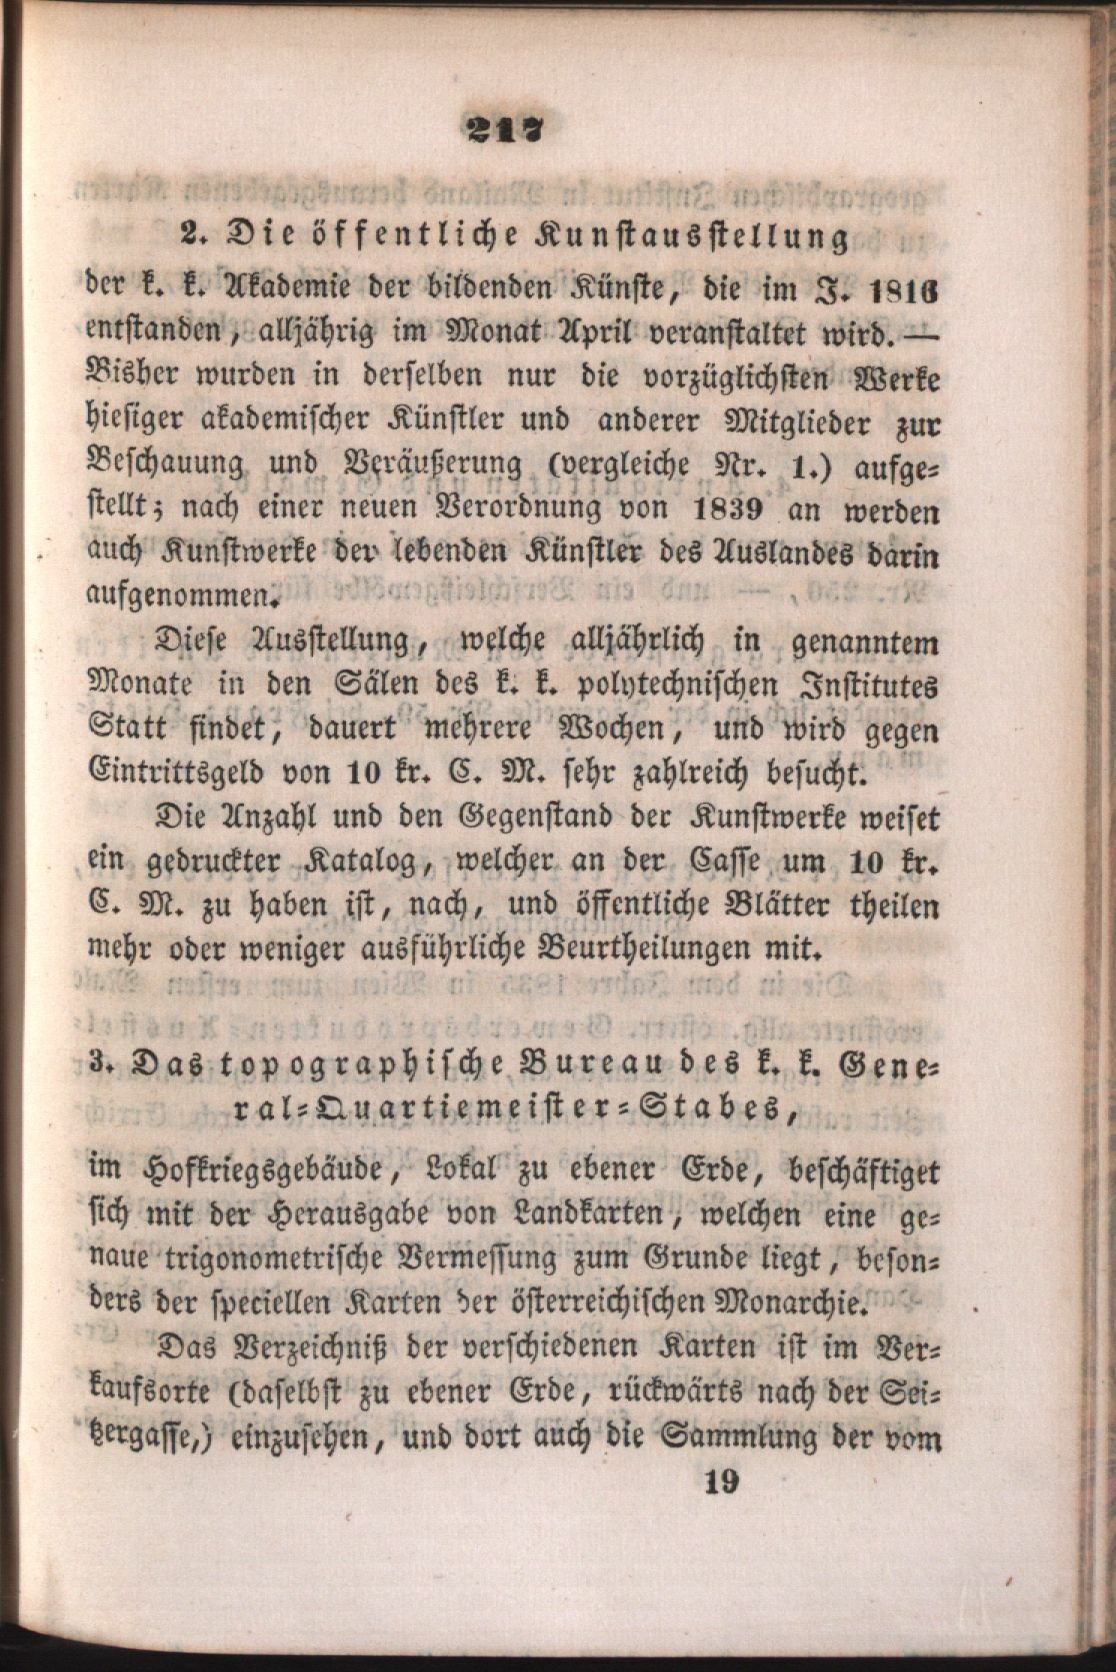 217
2. Die öffentliche Kunstausstellung
der k. k. Akademie der bildenden Künste, die im J. 1816
entstanden, alljährig im Monat April veranstaltet wird. —
Bisher wurden in derselben nur die vorzüglichsten Werke
hiesiger akademischer Künstler und anderer Mitglieder zur
Beschauung und Veräußerung (vergleiche Nr. 1.) aufge-
stellt; nach einer neuen Verordnung von 1839 an werden
auch Kunstwerke der lebenden Künstler des Auslandes darin
aufgenommen.
Diese Ausstellung, welche alljährlich in genanntem
Monate in den Sälen des k. k. polytechnischen Institutes
Statt findet, dauert mehrere Wochen, und wird gegen
Eintrittsgeld von 10 kr. C. M. sehr zahlreich besucht.
Die Anzahl und den Gegenstand der Kunstwerke weiset
ein gedruckter Katalog, welcher an der Casse um 10 kr.
C. M. zu haben ist, nach, und öffentliche Blätter theilen
mehr oder weniger ausführliche Beurtheilungen mit.
3. Das topographische Bureau des k. k. Gene-
ral-Quartiemeister-Stabes,
im Hofkriegsgebäude, Lokal zu ebener Erde, beschäftiget
sich mit der Herausgabe von Landkarten, welchen eine ge-
naue trigonometrische Vermessung zum Grunde liegt, beson-
ders der speciellen Karten der österreichischen Monarchie.
Das Verzeichniß der verschiedenen Karten ist im Ver-
kaufsorte (daselbst zu ebener Erde, rückwärts nach der Sei-
tzergasse,) einzusehen, und dort auch die Sammlung der vom
19